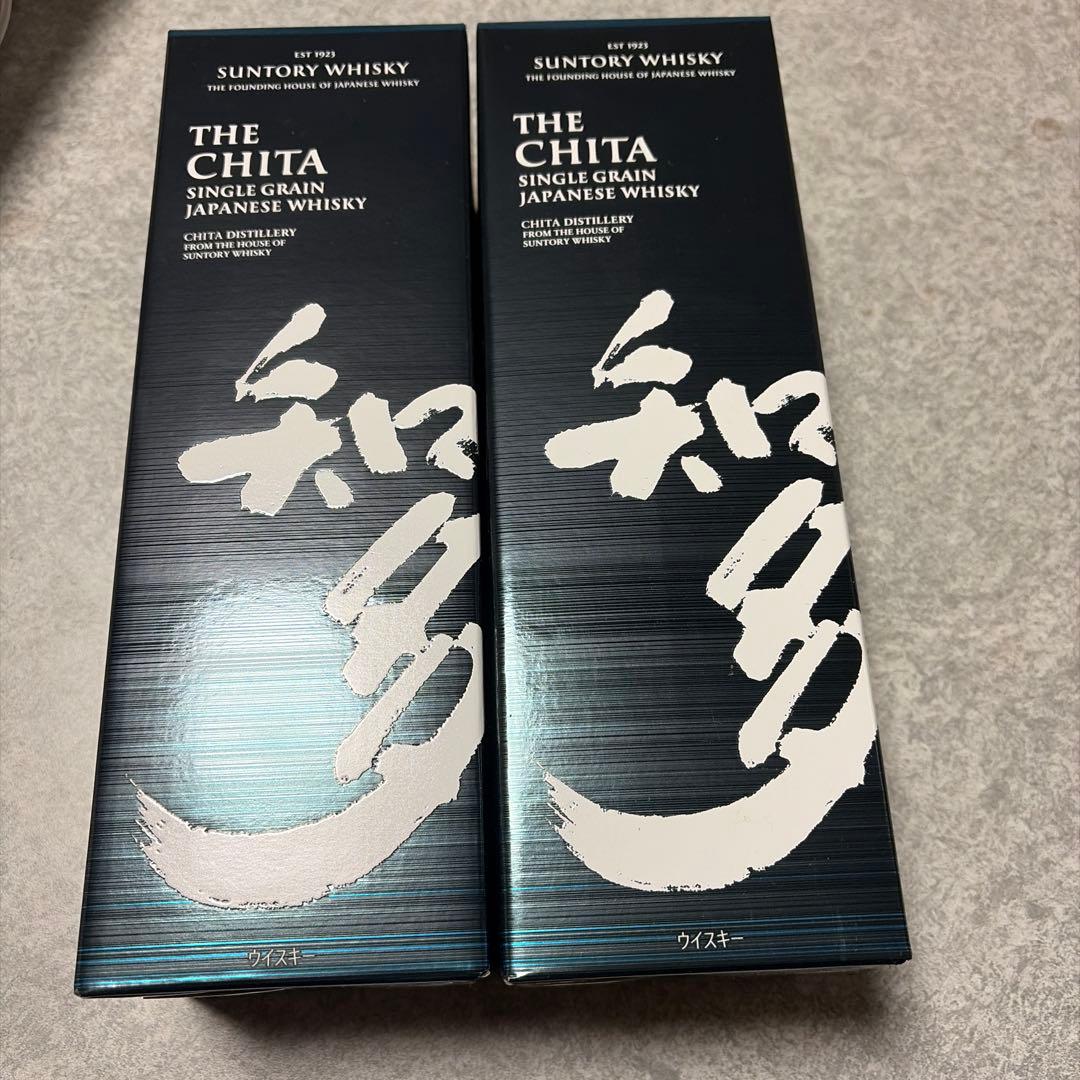 EST 1923
SUNTORY WHISKY
THE FOUNDING HOUSE OF JAPANESE WHISKY
THE
CHITA
SINGLE GRAIN
JAPANESE WHISKY
CHITA DISTILLERY
FROM THE HOUSE OF
SUNTORY WHISKY
知
多
ウイスキー
EST 1923
SUNTORY WHISKY
THE FOUNDING HOUSE OF JAPANESE WHISKY
THE
CHITA
SINGLE GRAIN
JAPANESE WHISKY
CHITA DISTILLERY
FROM THE HOUSE OF
SUNTORY WHISKY
知
多
ウイスキー